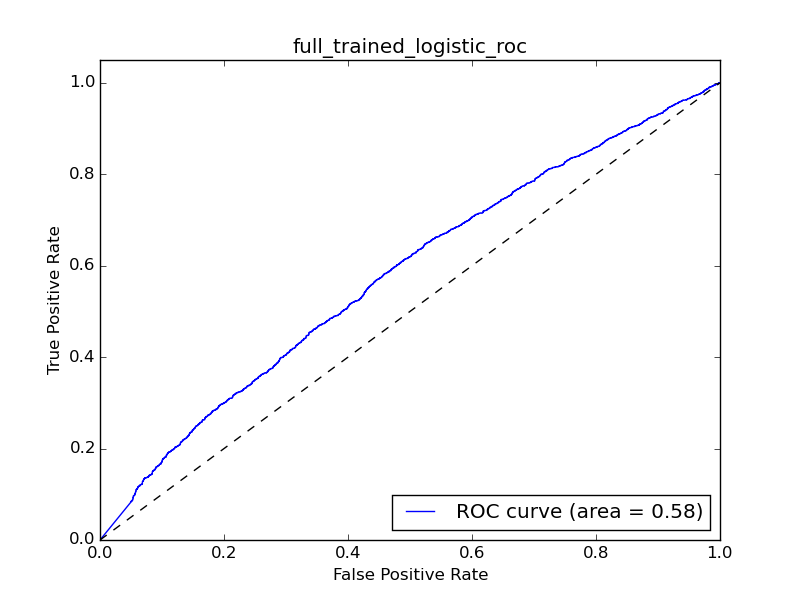 full_trained_logistic_roc
1.0
0.8
0.6
0.4
0.2
0.0
True Positive Rate
ROC curve (area = 0.58)
0.0 0.2 0.4 0.6 0.8 1.0
False Positive Rate